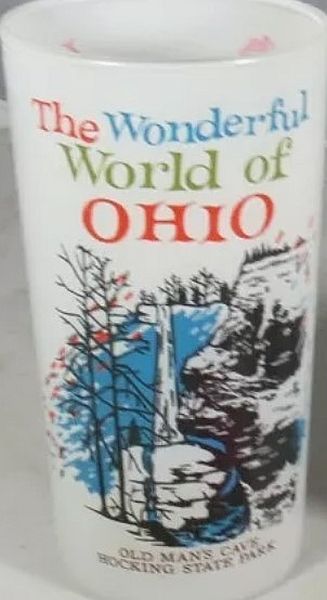 The Wonderful
World of
OHIO
OLD MAN'S CAVE
HOCKING STATE PARK